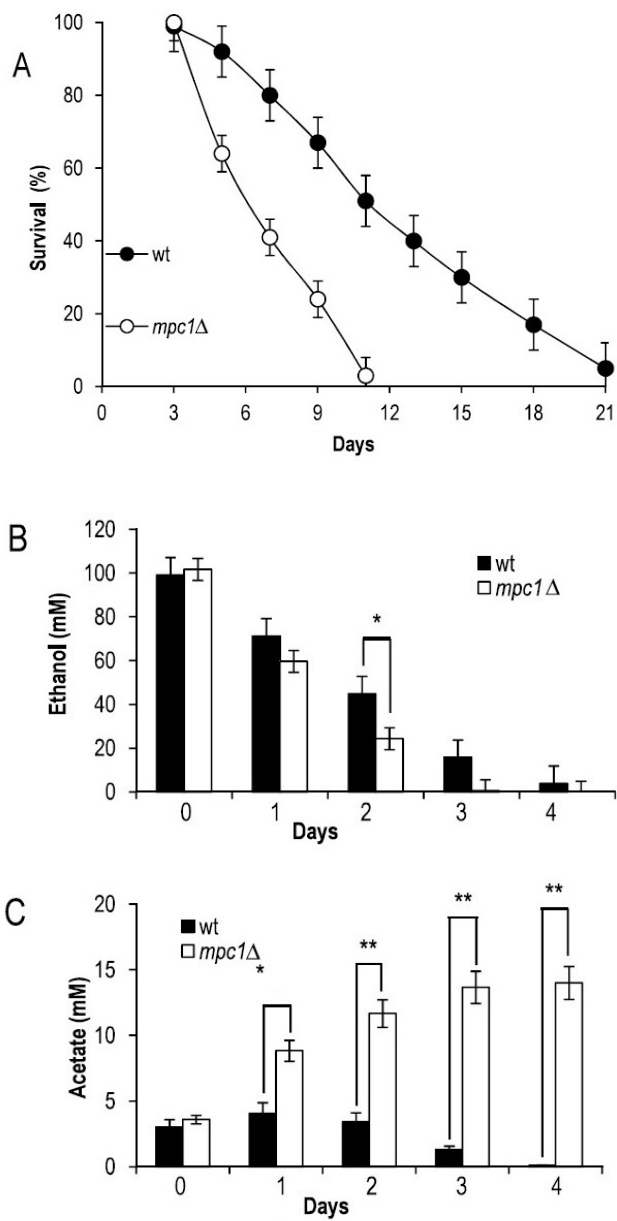 A
100
80
60
40
20
0
Survival (%)
wt
mpc1Δ
0 3 6 9 12 15 18 21
Days
B
120
100
80
60
40
20
0
Ethanol (mM)
wt
mpc1Δ
*
0 1 2 3 4
Days
C
20
15
10
5
0
Acetate (mM)
wt
mpc1Δ
*
**
**
**
0 1 2 3 4
Days